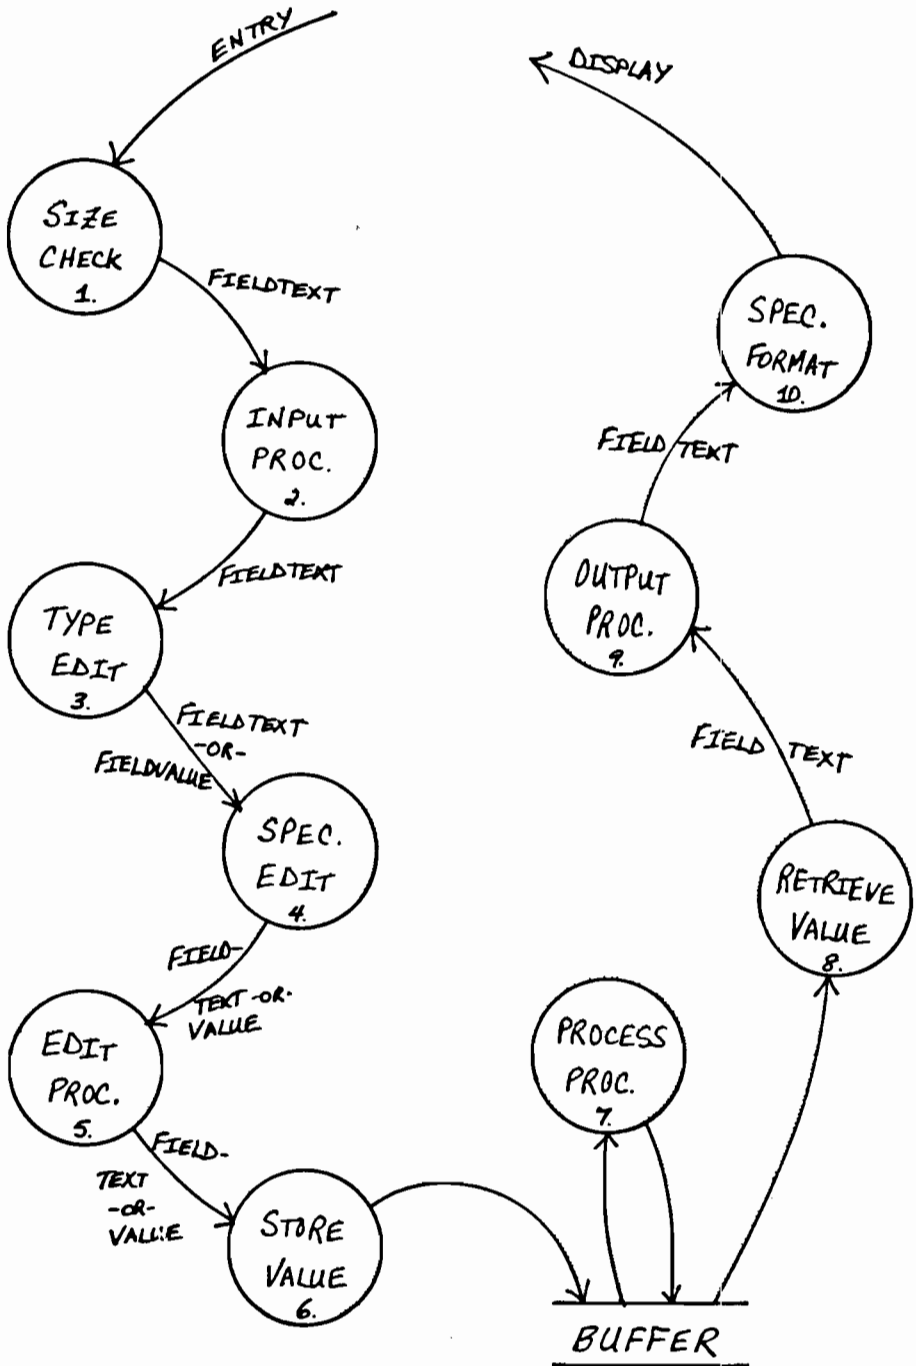 ENTRY
DISPLAY
SIZE
CHECK
1.
FIELDTEXT
INPUT
PROC.
2.
FIELDTEXT
TYPE
EDIT
3.
FIELDTEXT
-OR-
FIELDVALUE
SPEC.
EDIT
4.
FIELD-
TEXT-OR-
VALUE
EDIT
PROC.
5.
FIELD-
TEXT
-OR-
VALUE
STORE
VALUE
6.
BUFFER
PROCESS
PROC.
7.
RETRIEVE
VALUE
8.
FIELD TEXT
OUTPUT
PROC.
9.
FIELD TEXT
SPEC.
FORMAT
10.